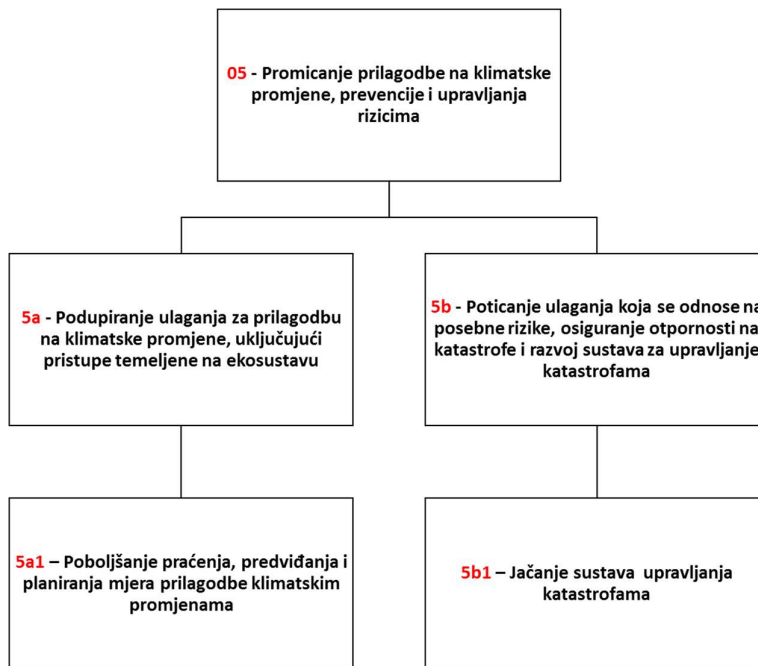 05 - Promicanje prilagodbe na klimatske
promjene, prevencije i upravljanja
rizicima
5a - Podupiranje ulaganja za prilagodbu
na klimatske promjene, uključujući
pristupe temeljene na ekosustavu
5b - Poticanje ulaganja koja se odnose na
posebne rizike, osiguranje otpornosti na
katastrofe i razvoj sustava za upravljanje
katastrofama
5a1 – Poboljšanje praćenja, predviđanja i
planiranja mjera prilagodbe klimatskim
promjenama
5b1 – Jačanje sustava upravljanja
katastrofama